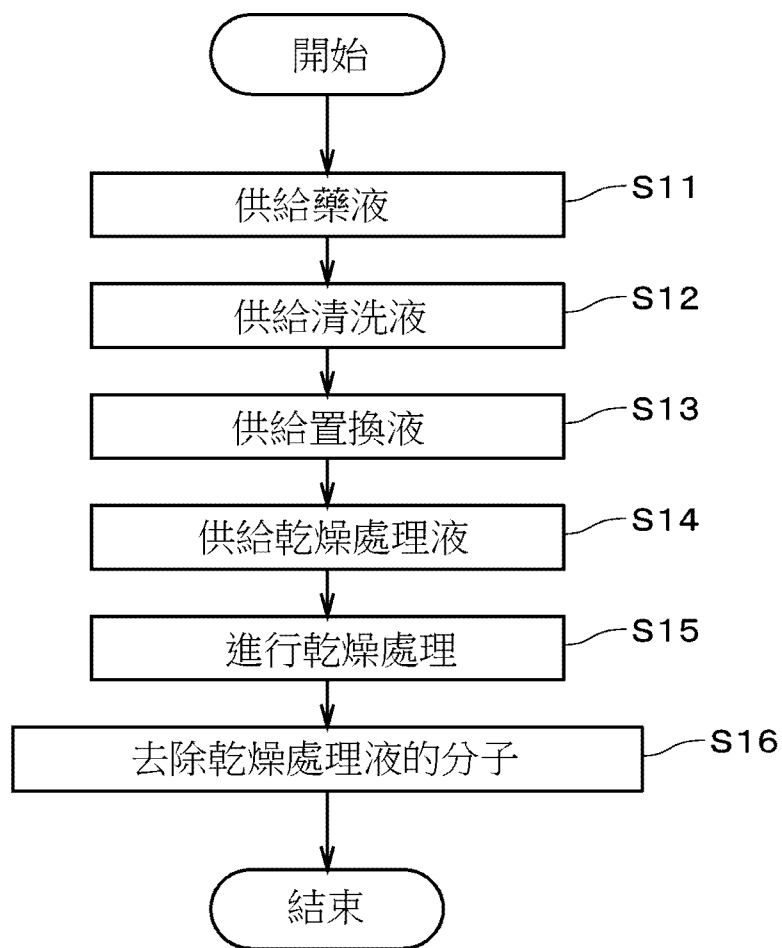 開始
供給藥液
S11
供給清洗液
S12
供給置換液
S13
供給乾燥處理液
S14
進行乾燥處理
S15
去除乾燥處理液的分子
S16
結束